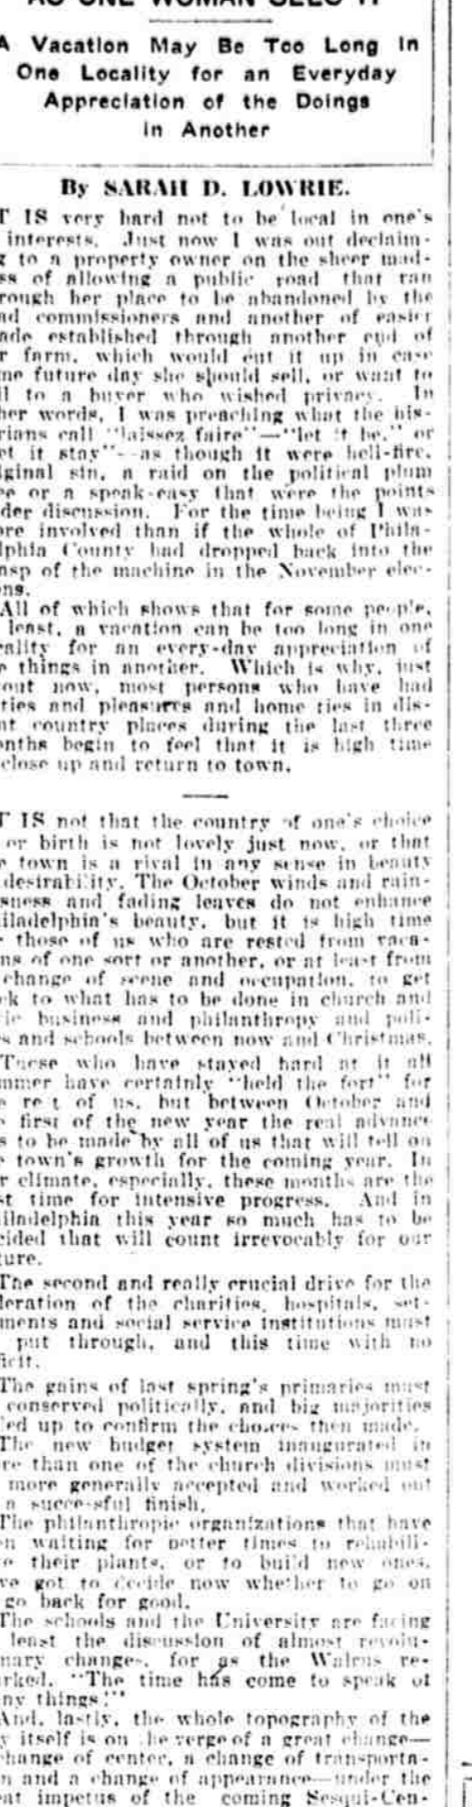 AS ONE WOMAN SEES IT
A Vacation May Be Too Long in
One Locality for an Everyday
Appreciation of the Doings
in Another
By SARAH D. LOWRIE.
T IS very hard not to be local in one's
interests. Just now I was out declaim-
g to a property owner on the sheer mad-
ss of allowing a public road that ran
rough her place to be abandoned by the
ad commissioners and another of easier
ade established through another end of
r farm, which would cut it up in case
me future day she should sell, or want to
ll to a buyer who wished privacy. In
her words, I was preaching what the his-
rians call "laissez faire"—"let it be," or
et it stay"--as though it were hell-fire,
iginal sin, a raid on the political plum
ee or a speak-easy that were the points
der discussion. For the time being I was
ore involved than if the whole of Phila-
lphia County had dropped back into the
asp of the machine in the November elec-
ns.
All of which shows that for some people,
least, a vacation can be too long in one
cality for an every-day appreciation of
e things in another. Which is why, just
out now, most persons who have had
ties and pleasures and home ties in dis-
nt country places during the last three
onths begin to feel that it is high time
close up and return to town.
T IS not that the country of one's choice
or birth is not lovely just now, or that
e town is a rival in any sense in beauty
desirability. The October winds and rain-
sness and fading leaves do not enhance
iladelphia's beauty, but it is high time
r those of us who are rested from vaca-
ns of one sort or another, or at least from
change of scene and occupation, to get
ck to what has to be done in church and
ic business and philanthropy and poli-
s and schools between now and Christmas.
These who have stayed hard at it all
mmer have certainly "held the fort" for
e re t of us, but between October and
e first of the new year the real advance
s to be made by all of us that will tell on
e town's growth for the coming year. In
r climate, especially, these months are the
st time for intensive progress. And in
iladelphia this year so much has to be
cided that will count irrevocably for our
ture.
The second and really crucial drive for the
deration of the charities, hospitals, set-
ments and social service institutions must
put through, and this time with no
ficit.
The gains of last spring's primaries must
conserved politically, and big majorities
led up to confirm the choices then made.
The new budget system inaugurated in
re than one of the church divisions must
more generally accepted and worked out
a succe-sful finish.
The philanthropic organizations that have
en waiting for better times to rehabili-
e their plants, or to build new ones,
ve got to decide now whether to go on
go back for good.
The schools and the University are facing
least the discussion of almost revolu-
nary changes, for as the Walrus re-
rked, "The time has come to speak of
ny things!"
And, lastly, the whole topography of the
y itself is on he verge of a great change—
change of center, a change of transporta-
n and a change of appearance—under the
eat impetus of the coming Sesqui-Cen-